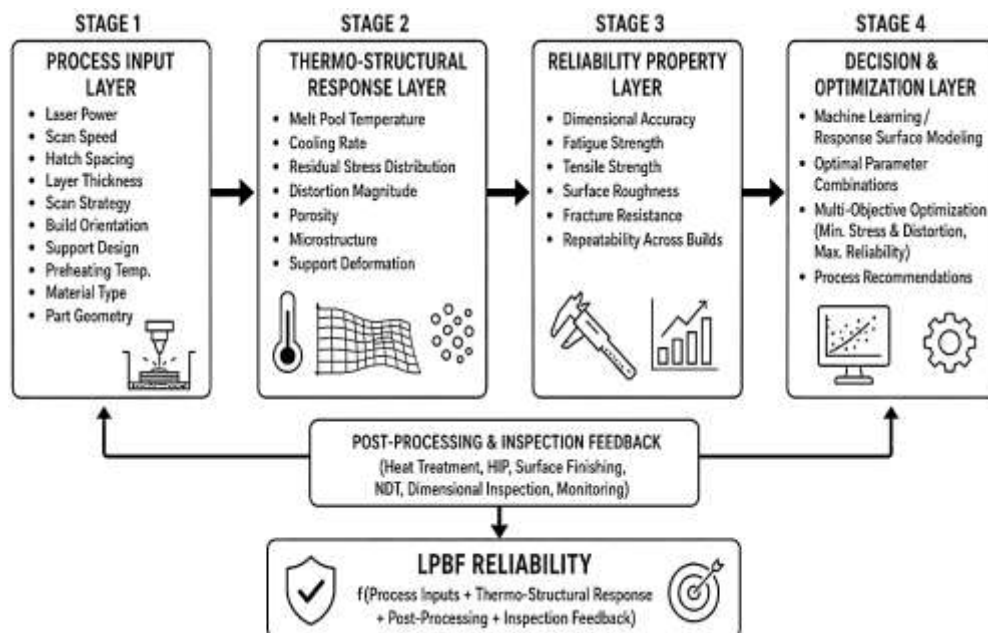 STAGE 1
PROCESS INPUT
LAYER
• Laser Power
• Scan Speed
• Hatch Spacing
• Layer Thickness
• Scan Strategy
• Build Orientation
• Support Design
• Preheating Temp.
• Material Type
• Part Geometry
STAGE 2
THERMO-STRUCTURAL
RESPONSE LAYER
• Melt Pool Temperature
• Cooling Rate
• Residual Stress Distribution
• Distortion Magnitude
• Porosity
• Microstructure
• Support Deformation
STAGE 3
RELIABILITY PROPERTY
LAYER
• Dimensional Accuracy
• Fatigue Strength
• Tensile Strength
• Surface Roughness
• Fracture Resistance
• Repeatability Across Builds
STAGE 4
DECISION &
OPTIMIZATION LAYER
• Machine Learning /
Response Surface Modeling
• Optimal Parameter
Combinations
• Multi-Objective Optimization
(Min. Stress & Distortion,
Max. Reliability)
• Process Recommendations
POST-PROCESSING & INSPECTION FEEDBACK
(Heat Treatment, HIP, Surface Finishing,
NDT, Dimensional Inspection, Monitoring)
LPBF RELIABILITY
f(Process Inputs + Thermo-Structural Response
+ Post-Processing + Inspection Feedback)